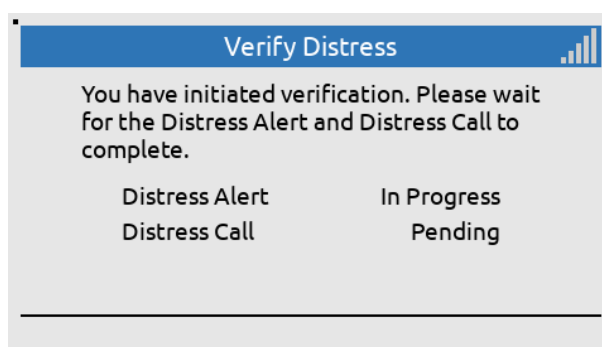 Verify Distress
You have initiated verification. Please wait
for the Distress Alert and Distress Call to
complete.
Distress Alert In Progress
Distress Call Pending